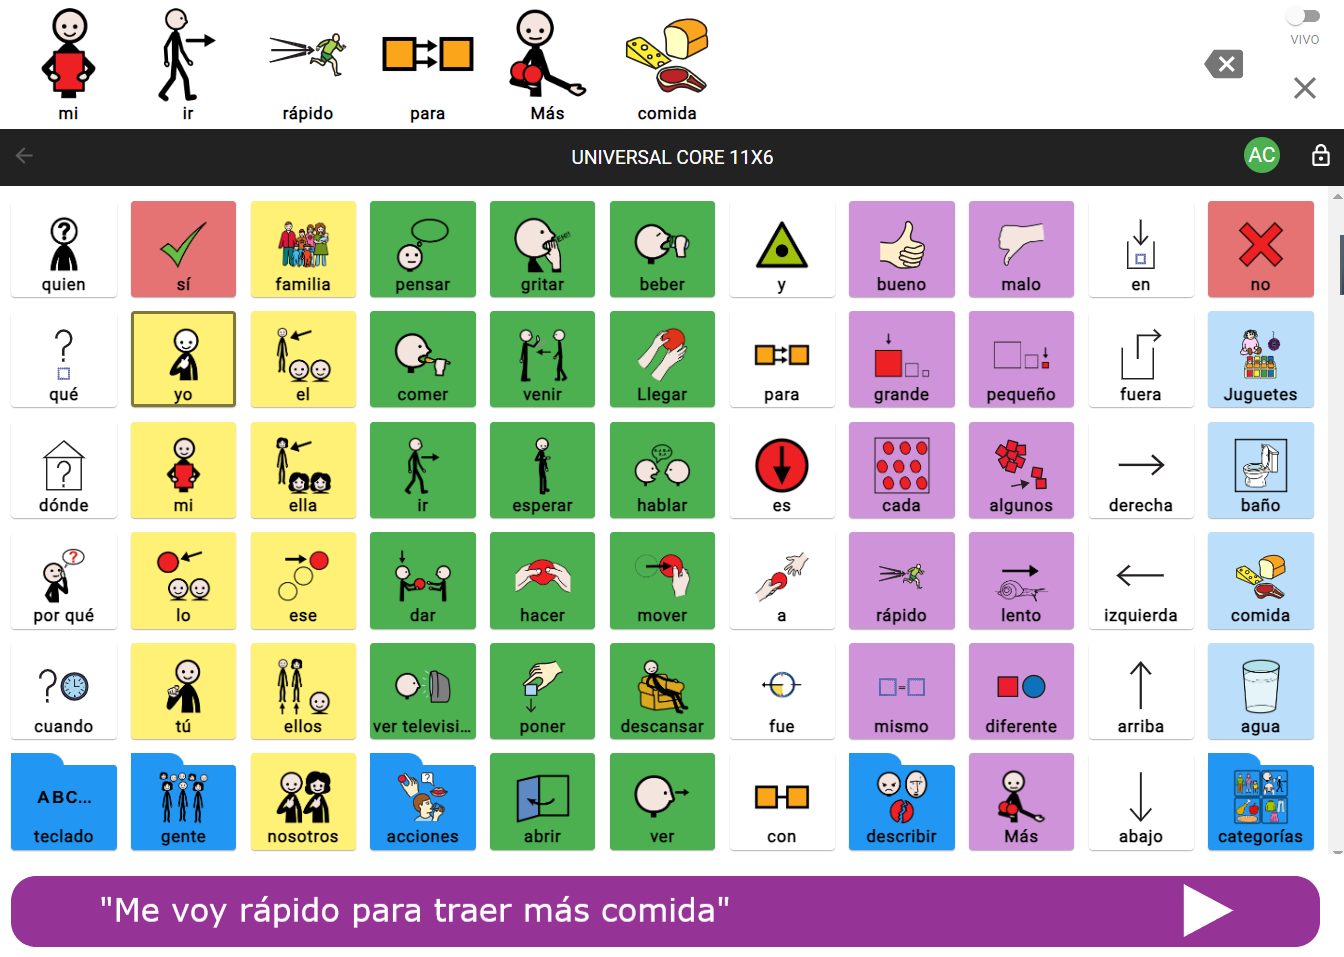 mi ir rápido para Más comida
VIVO
UNIVERSAL CORE 11X6
AC
quien sí familia pensar gritar beber y bueno malo en no
qué yo el comer venir Llegar para grande pequeño fuera Juguetes
dónde mi ella ir esperar hablar es cada algunos derecha baño
por qué lo ese dar hacer mover a rápido lento izquierda comida
cuando tú ellos ver televisi... poner descansar fue mismo diferente arriba agua
ABC...
teclado gente nosotros acciones abrir ver con describir Más abajo categorías
"Me voy rápido para traer más comida"